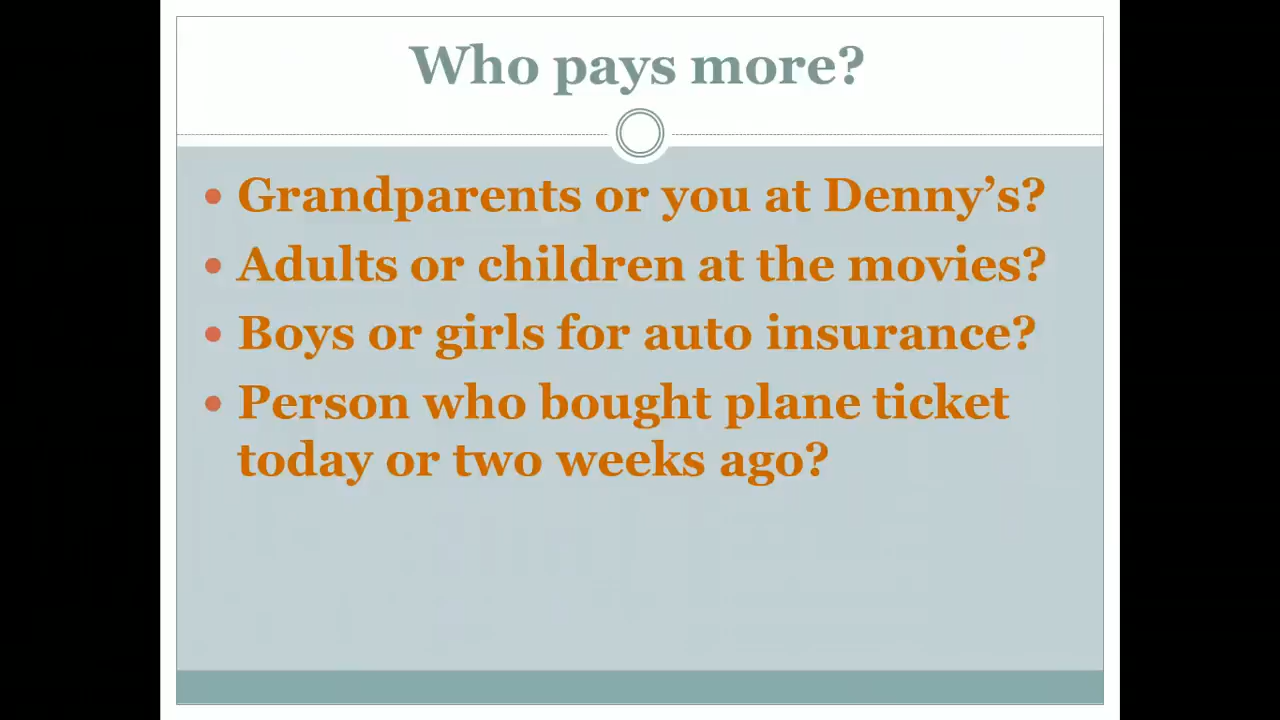 Who pays more?
• Grandparents or you at Denny’s?
• Adults or children at the movies?
• Boys or girls for auto insurance?
• Person who bought plane ticket
today or two weeks ago?